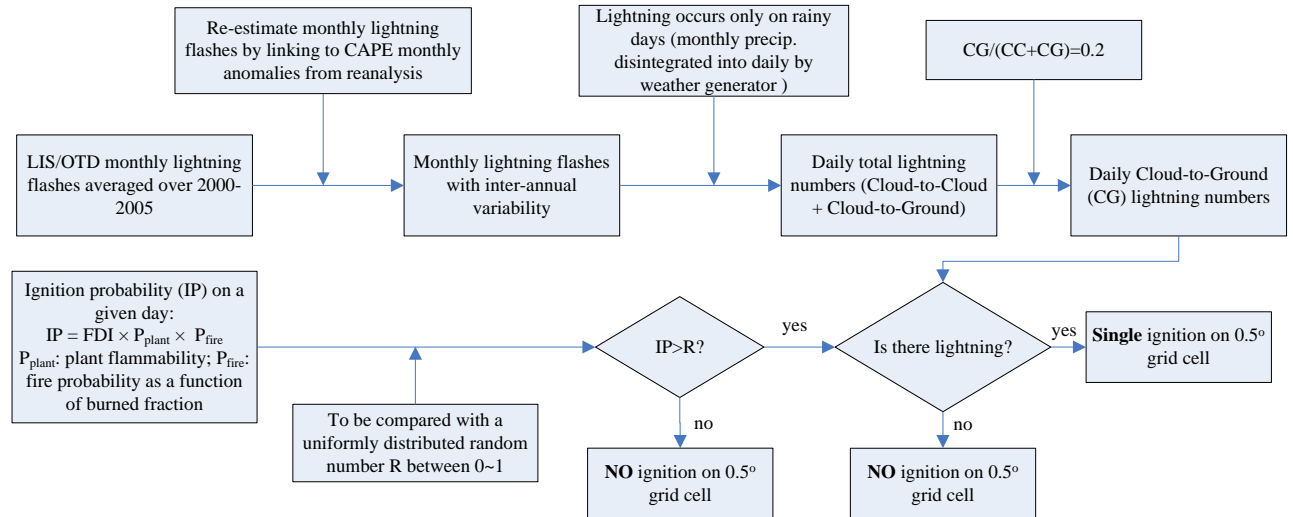 Re-estimate monthly lightning
flashes by linking to CAPE monthly
anomalies from reanalysis
Lightning occurs only on rainy
days (monthly precip.
disintegrated into daily by
weather generator )
CG/(CC+CG)=0.2
LIS/OTD monthly lightning
flashes averaged over 2000-
2005
Monthly lightning flashes
with inter-annual
variability
Daily total lightning
numbers (Cloud-to-Cloud
+ Cloud-to-Ground)
Daily Cloud-to-Ground
(CG) lightning numbers
Ignition probability (IP) on a
given day:
IP = FDI × Pplant × Pfire
Pplant: plant flammability; Pfire:
fire probability as a function
of burned fraction
To be compared with a
uniformly distributed random
number R between 0~1
IP>R?
yes
no
NO ignition on 0.5o
grid cell
Is there lightning?
yes
no
Single ignition on 0.5o
grid cell
NO ignition on 0.5o
grid cell